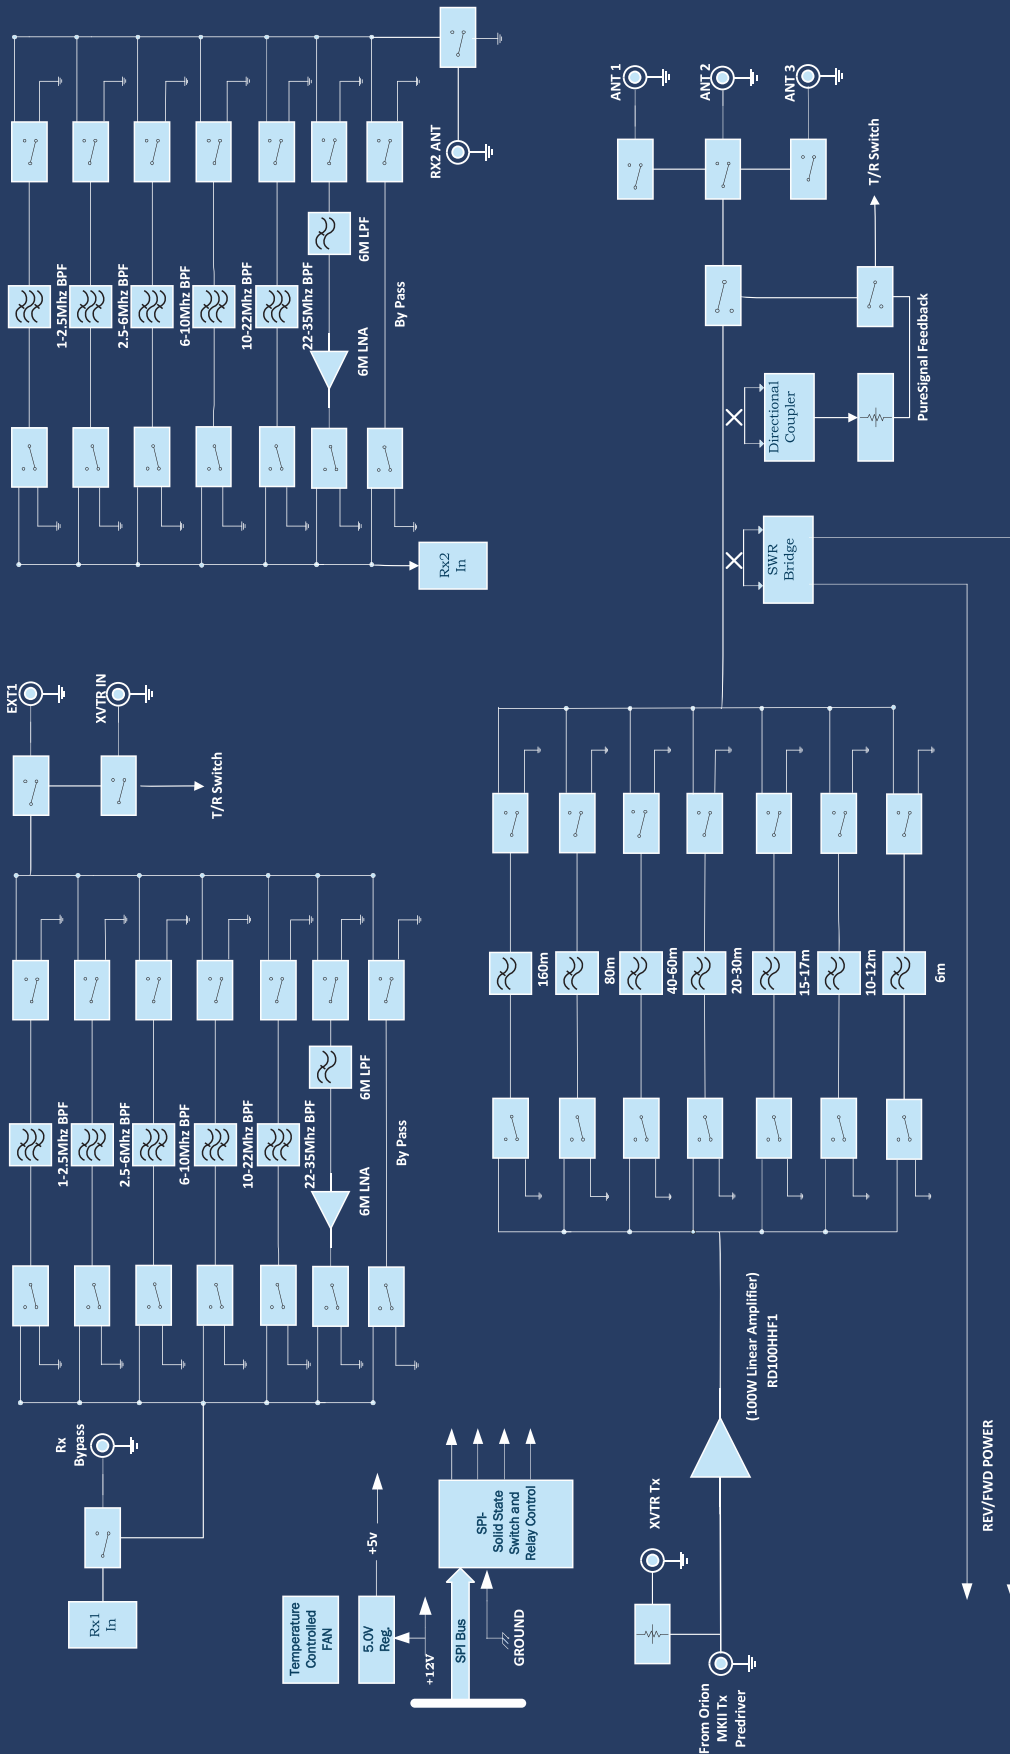 RX2 ANT
1-2.5Mhz BPF
2.5-6Mhz BPF
6-10Mhz BPF
10-22Mhz BPF
22-35Mhz BPF
6M LPF
6M LNA
By Pass
Rx2
In
ANT 1
ANT 2
ANT 3
T/R Switch
PureSignal Feedback
Directional
Coupler
SWR
Bridge
EXT1
XVTR IN
T/R Switch
1-2.5Mhz BPF
2.5-6Mhz BPF
6-10Mhz BPF
10-22Mhz BPF
22-35Mhz BPF
6M LPF
6M LNA
By Pass
Rx
Bypass
Rx1
In
160m
80m
40-60m
20-30m
15-17m
10-12m
6m
(100W Linear Amplifier)
RD100HHF1
XVTR Tx
From Orion
MKII Tx
Predriver
REV/FWD POWER
Temperature
Controlled
FAN
5.0V
Reg.
+5v
+12V
SPI Bus
GROUND
SPI-
Solid State
Switch and
Relay Control